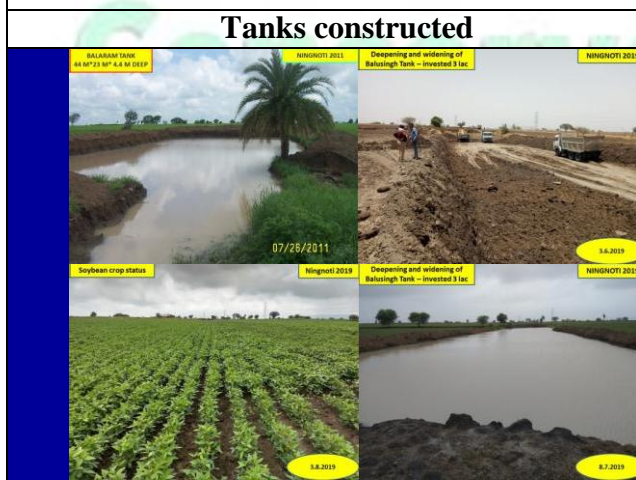 Tanks constructed
BALARAM TANK
44 M*23 M* 4.4 M DEEP
NINGNOTI 2011
07/26/2011
Deepening and widening of
Balusingh Tank – invested 3 lac
NINGNOTI 2019
3.6.2019
Soybean crop status
Ningnoti 2019
3.8.2019
Deepening and widening of
Balusingh Tank – invested 3 lac
NINGNOTI 2019
8.7.2019